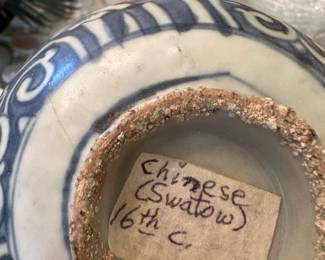 Chinese
(Swatow)
16th c.